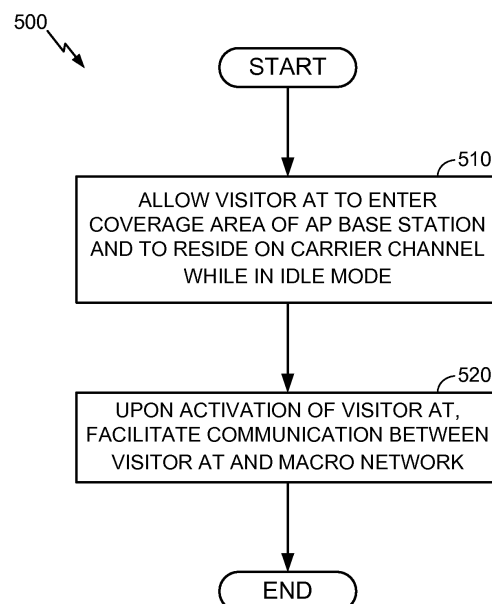 500
START
510
ALLOW VISITOR AT TO ENTER
COVERAGE AREA OF AP BASE STATION
AND TO RESIDE ON CARRIER CHANNEL
WHILE IN IDLE MODE
520
UPON ACTIVATION OF VISITOR AT,
FACILITATE COMMUNICATION BETWEEN
VISITOR AT AND MACRO NETWORK
END